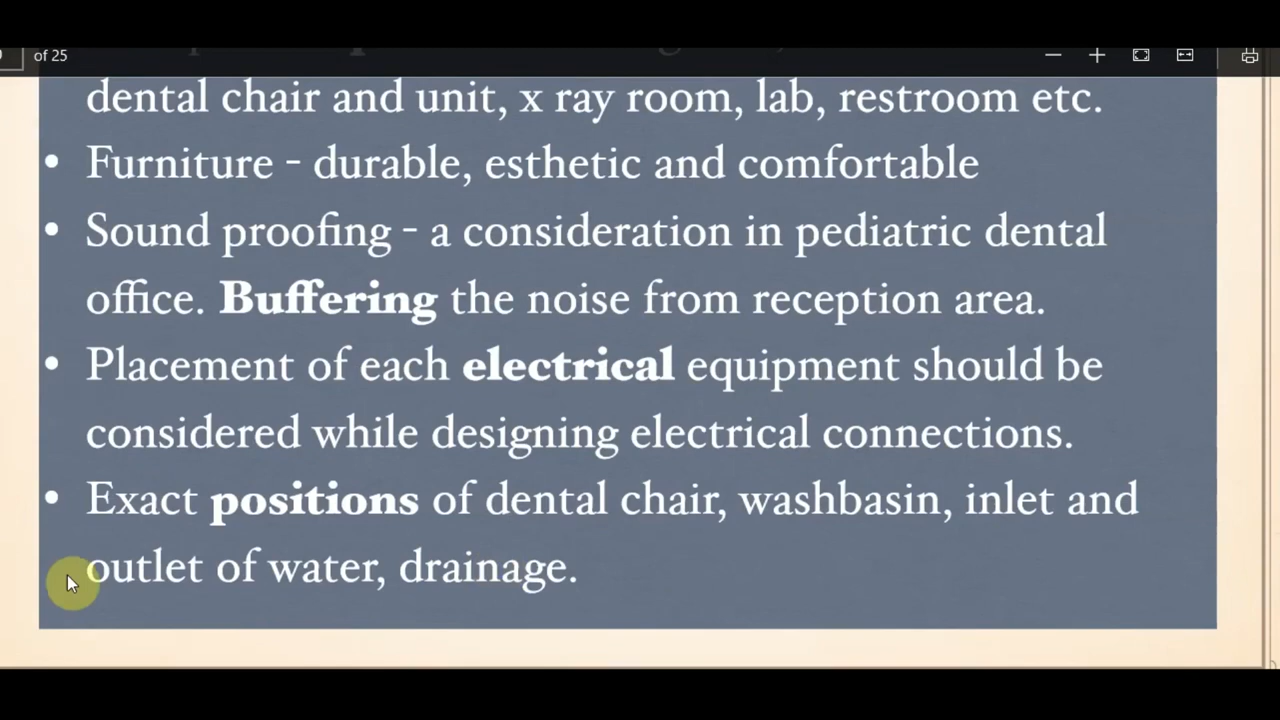 of 25
dental chair and unit, x ray room, lab, restroom etc.
• Furniture - durable, esthetic and comfortable
• Sound proofing - a consideration in pediatric dental
office. Buffering the noise from reception area.
• Placement of each electrical equipment should be
considered while designing electrical connections.
• Exact positions of dental chair, washbasin, inlet and
outlet of water, drainage.